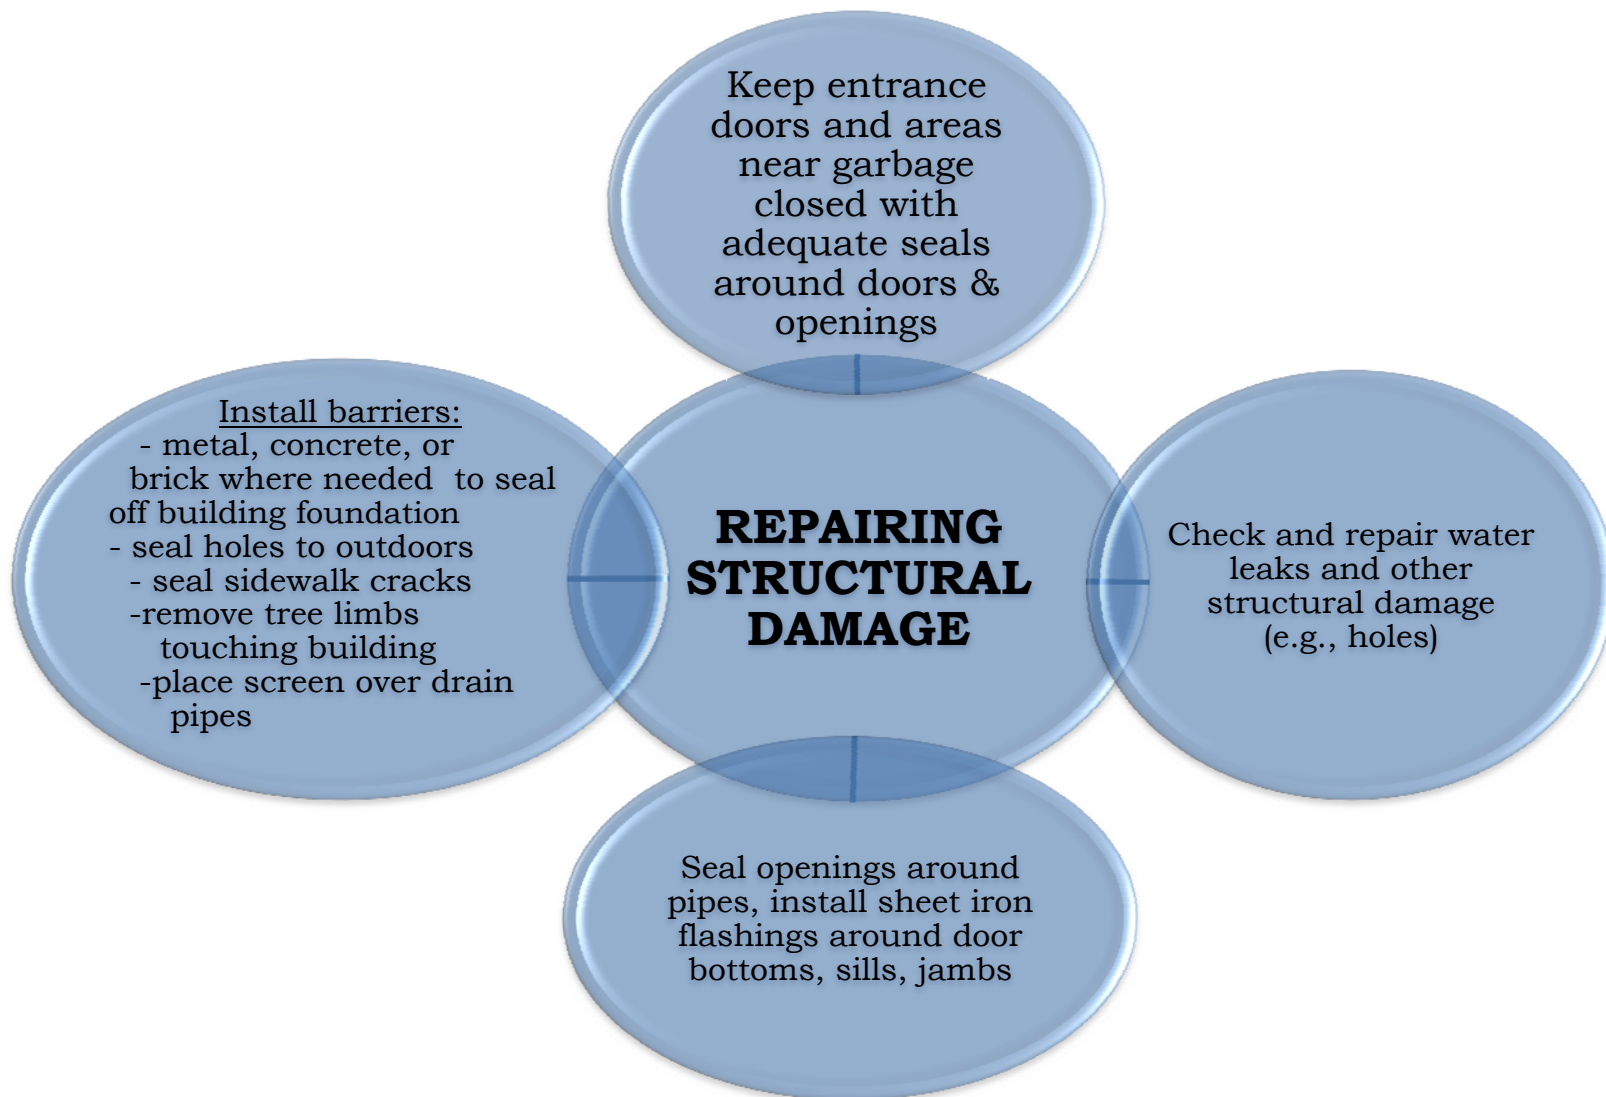 Keep entrance
doors and areas
near garbage
closed with
adequate seals
around doors &
openings
Install barriers:
- metal, concrete, or
brick where needed  to seal
off building foundation
- seal holes to outdoors
- seal sidewalk cracks
-remove tree limbs
touching building
-place screen over drain
pipes
REPAIRING
STRUCTURAL
DAMAGE
Check and repair water
leaks and other
structural damage
(e.g., holes)
Seal openings around
pipes, install sheet iron
flashings around door
bottoms, sills, jambs